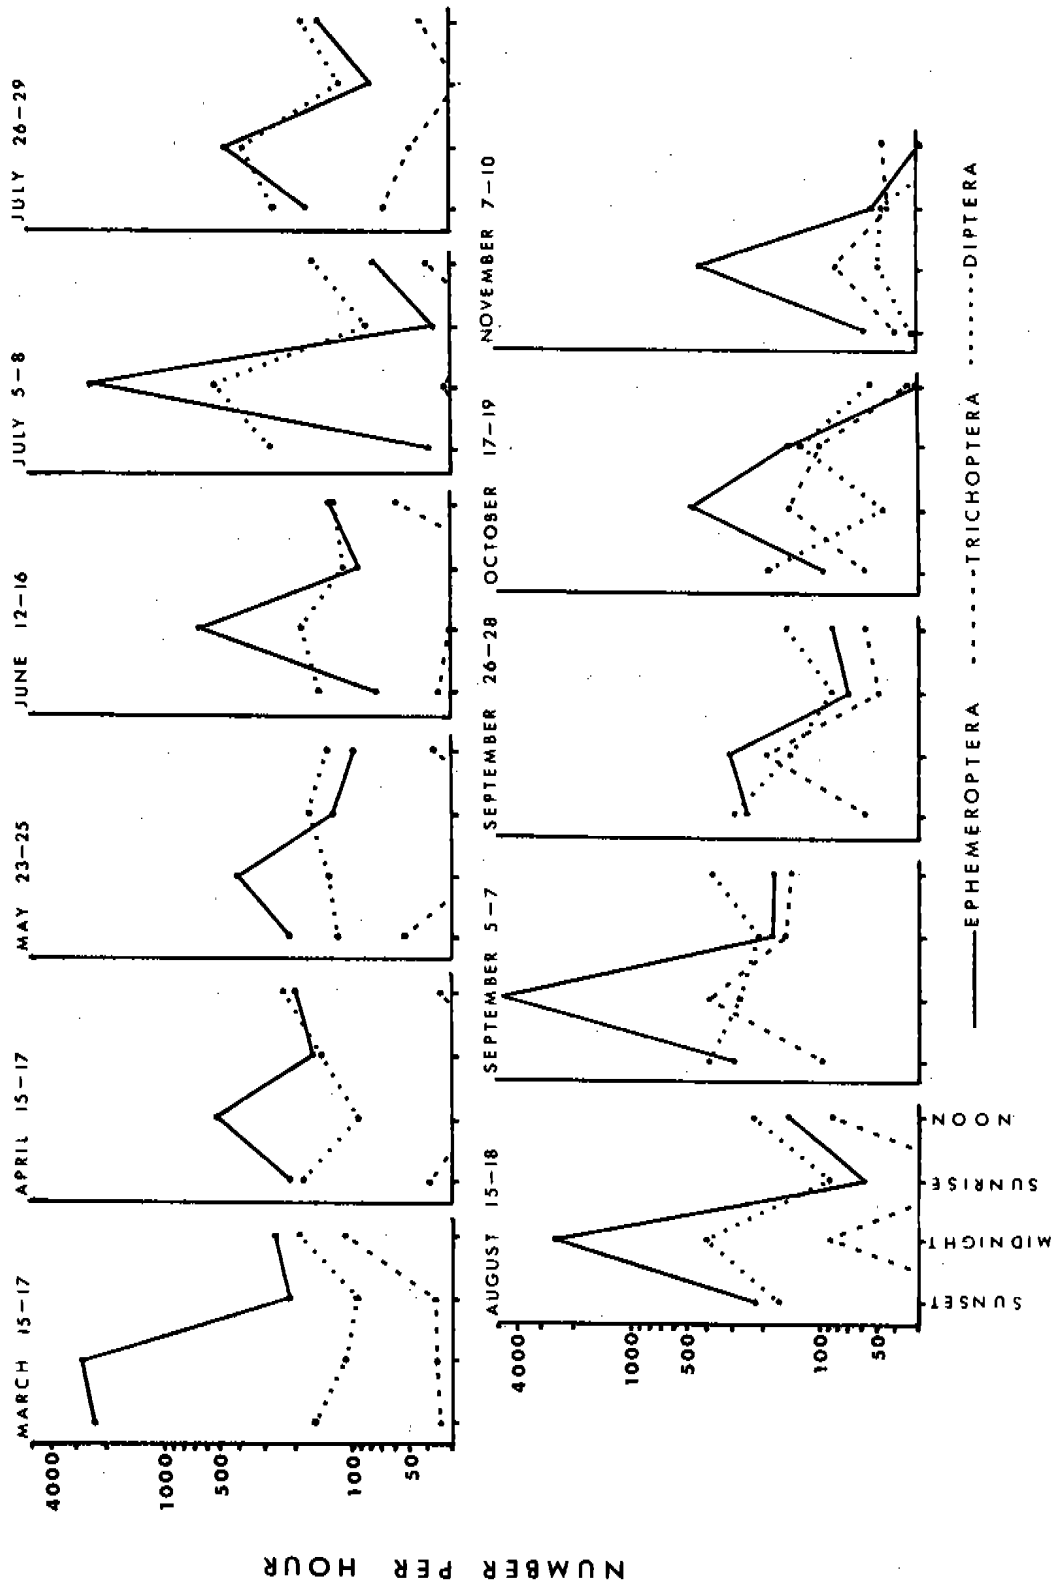 NUMBER PER HOUR
4000
1000
500
100
50
MARCH 15-17
APRIL 15-17
MAY 23-25
JUNE 12-16
JULY 5-8
JULY 26-29
4000
1000
500
100
50
AUGUST 15-18
SEPTEMBER 5-7
SEPTEMBER 26-28
OCTOBER 17-19
NOVEMBER 7-10
SUNSET
MIDNIGHT
SUNRISE
NOON
EPHEMEROPTERA
TRICHOPTERA
DIPTERA